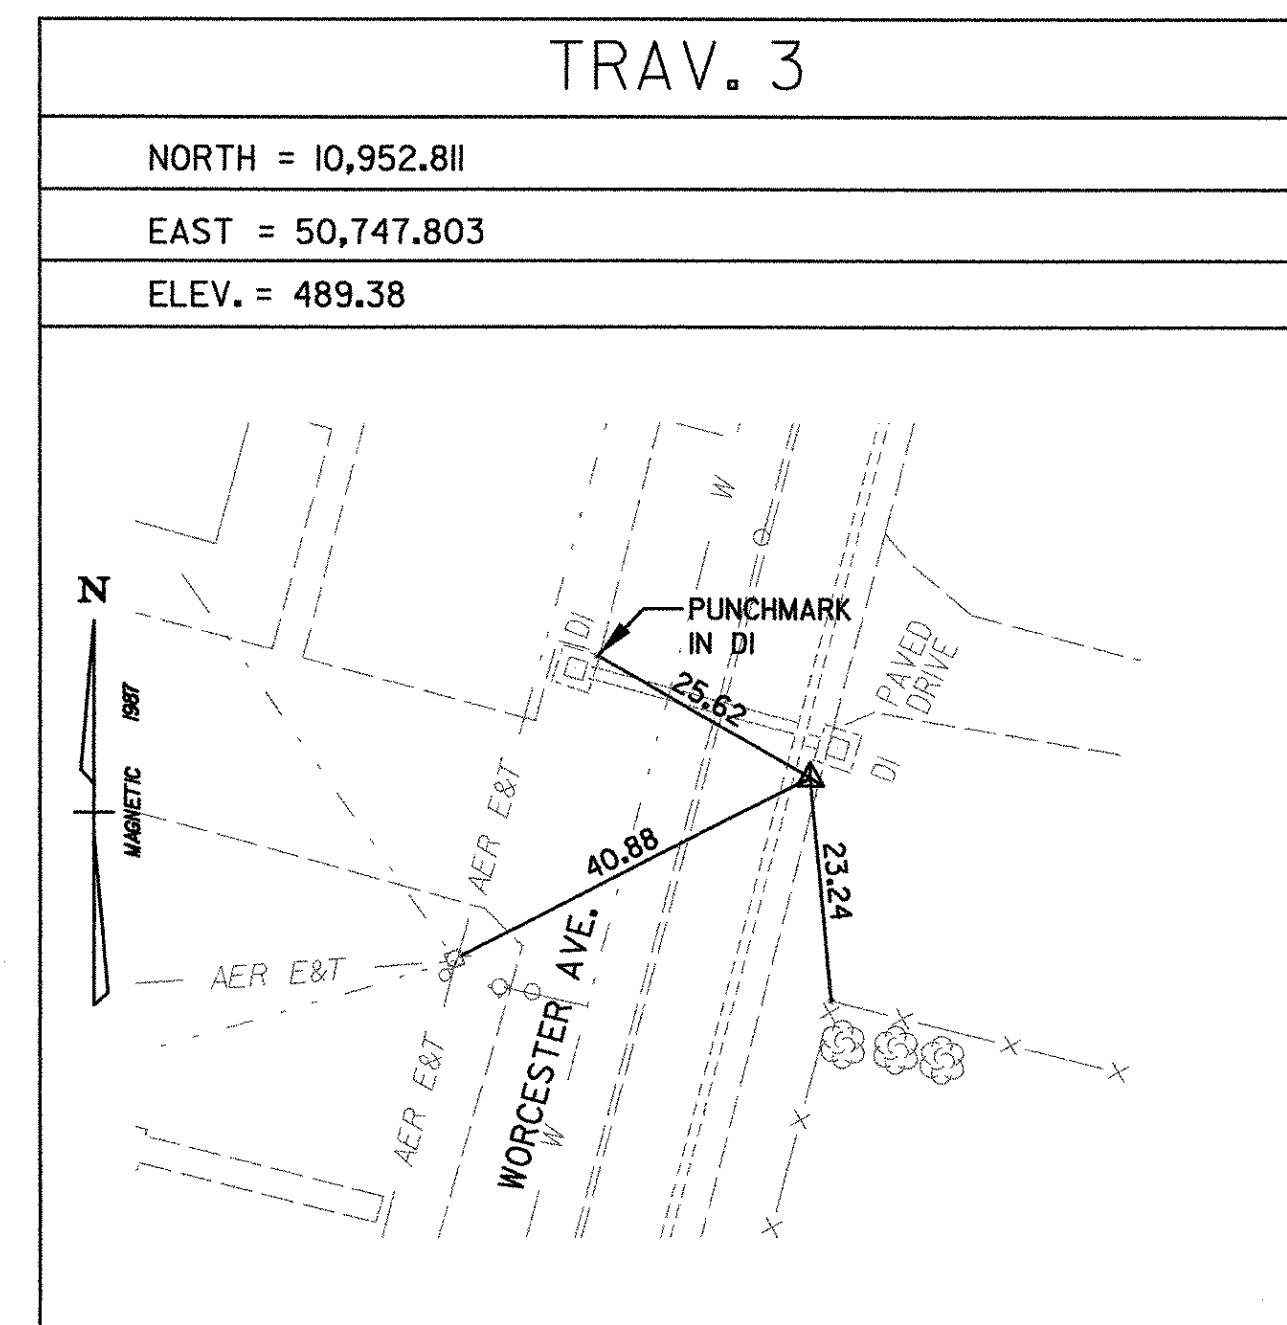 TRAV. 3
NORTH = 10,952.811
EAST = 50,747.803
ELEV. = 489.38
W
N
DI
PUNCHMARK
IN DI
PAVED
DRIVE
25.62
MAGNETIC 1987
DI
AER E&T
40.88
23.24
AER E&T
WORCESTER AVE.
AER E&T
W
X
X
X
X
X
X